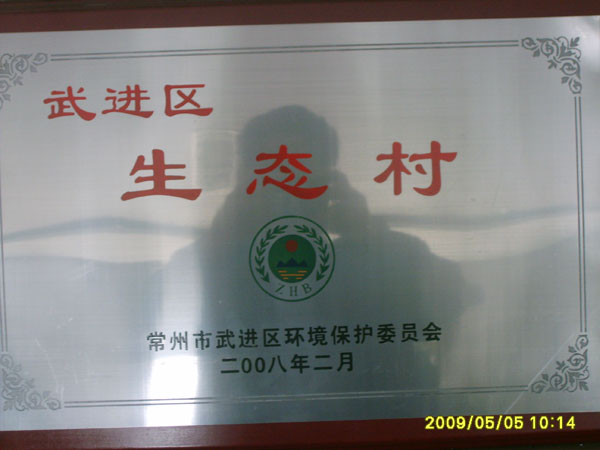 武进区
生态村
ZHB
常州市武进区环境保护委员会
二00八年二月
2009/05/05 10:14